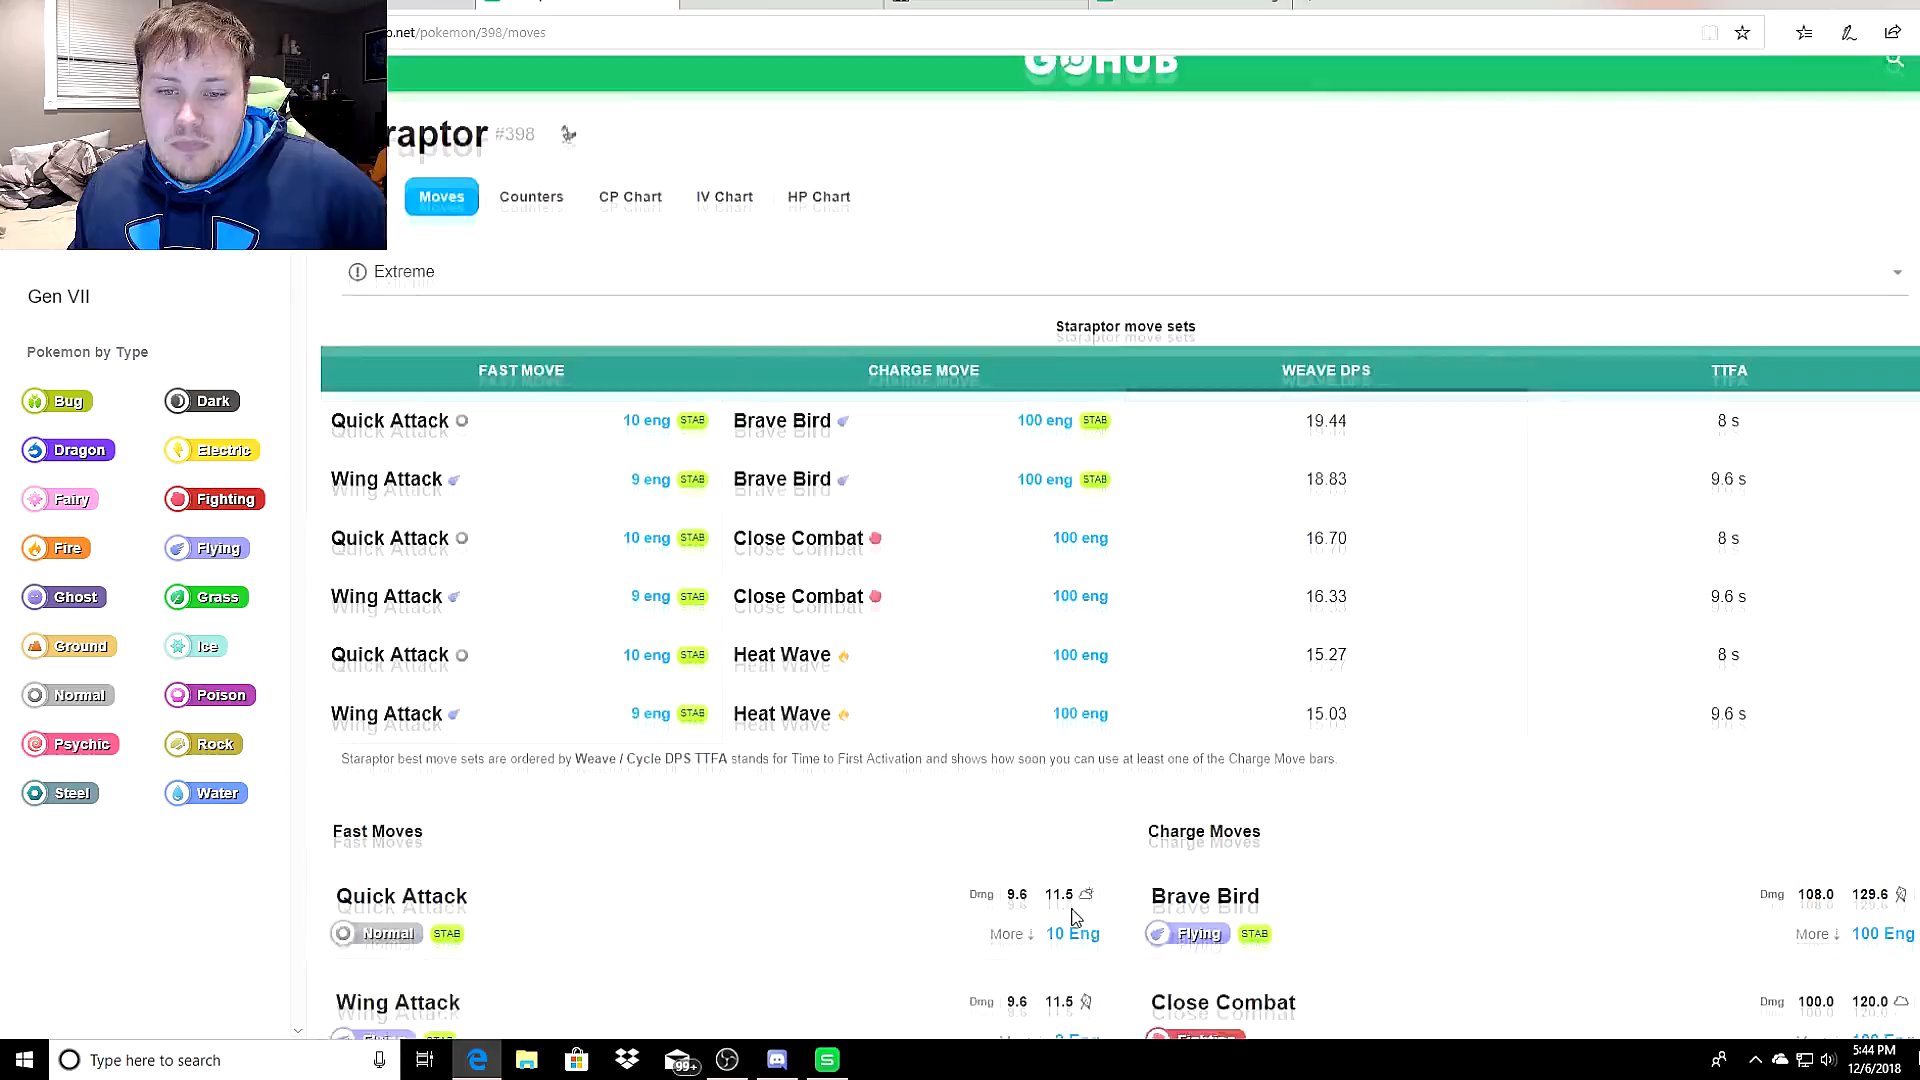 o.net/pokemon/398/moves
GOHUB
raptor #398
Moves Counters CP Chart IV Chart HP Chart
Extreme
Gen VII
Pokemon by Type
Bug Dark
Dragon Electric
Fairy Fighting
Fire Flying
Ghost Grass
Ground Ice
Normal Poison
Psychic Rock
Steel Water
Staraptor move sets
FAST MOVE CHARGE MOVE WEAVE DPS TTFA
Quick Attack 10 eng STAB Brave Bird 100 eng STAB 19.44 8 s
Wing Attack 9 eng STAB Brave Bird 100 eng STAB 18.83 9.6 s
Quick Attack 10 eng STAB Close Combat 100 eng 16.70 8 s
Wing Attack 9 eng STAB Close Combat 100 eng 16.33 9.6 s
Quick Attack 10 eng STAB Heat Wave 100 eng 15.27 8 s
Wing Attack 9 eng STAB Heat Wave 100 eng 15.03 9.6 s
Staraptor best move sets are ordered by Weave / Cycle DPS TTFA stands for Time to First Activation and shows how soon you can use at least one of the Charge Move bars.
Fast Moves Charge Moves
Quick Attack Dmg 9.6 11.5 Brave Bird Dmg 108.0 129.6
Normal STAB More ↓ 10 Eng Flying STAB More ↓ 100 Eng
Wing Attack Dmg 9.6 11.5 Close Combat Dmg 100.0 120.0
Type here to search
99+
5:44 PM
12/6/2018